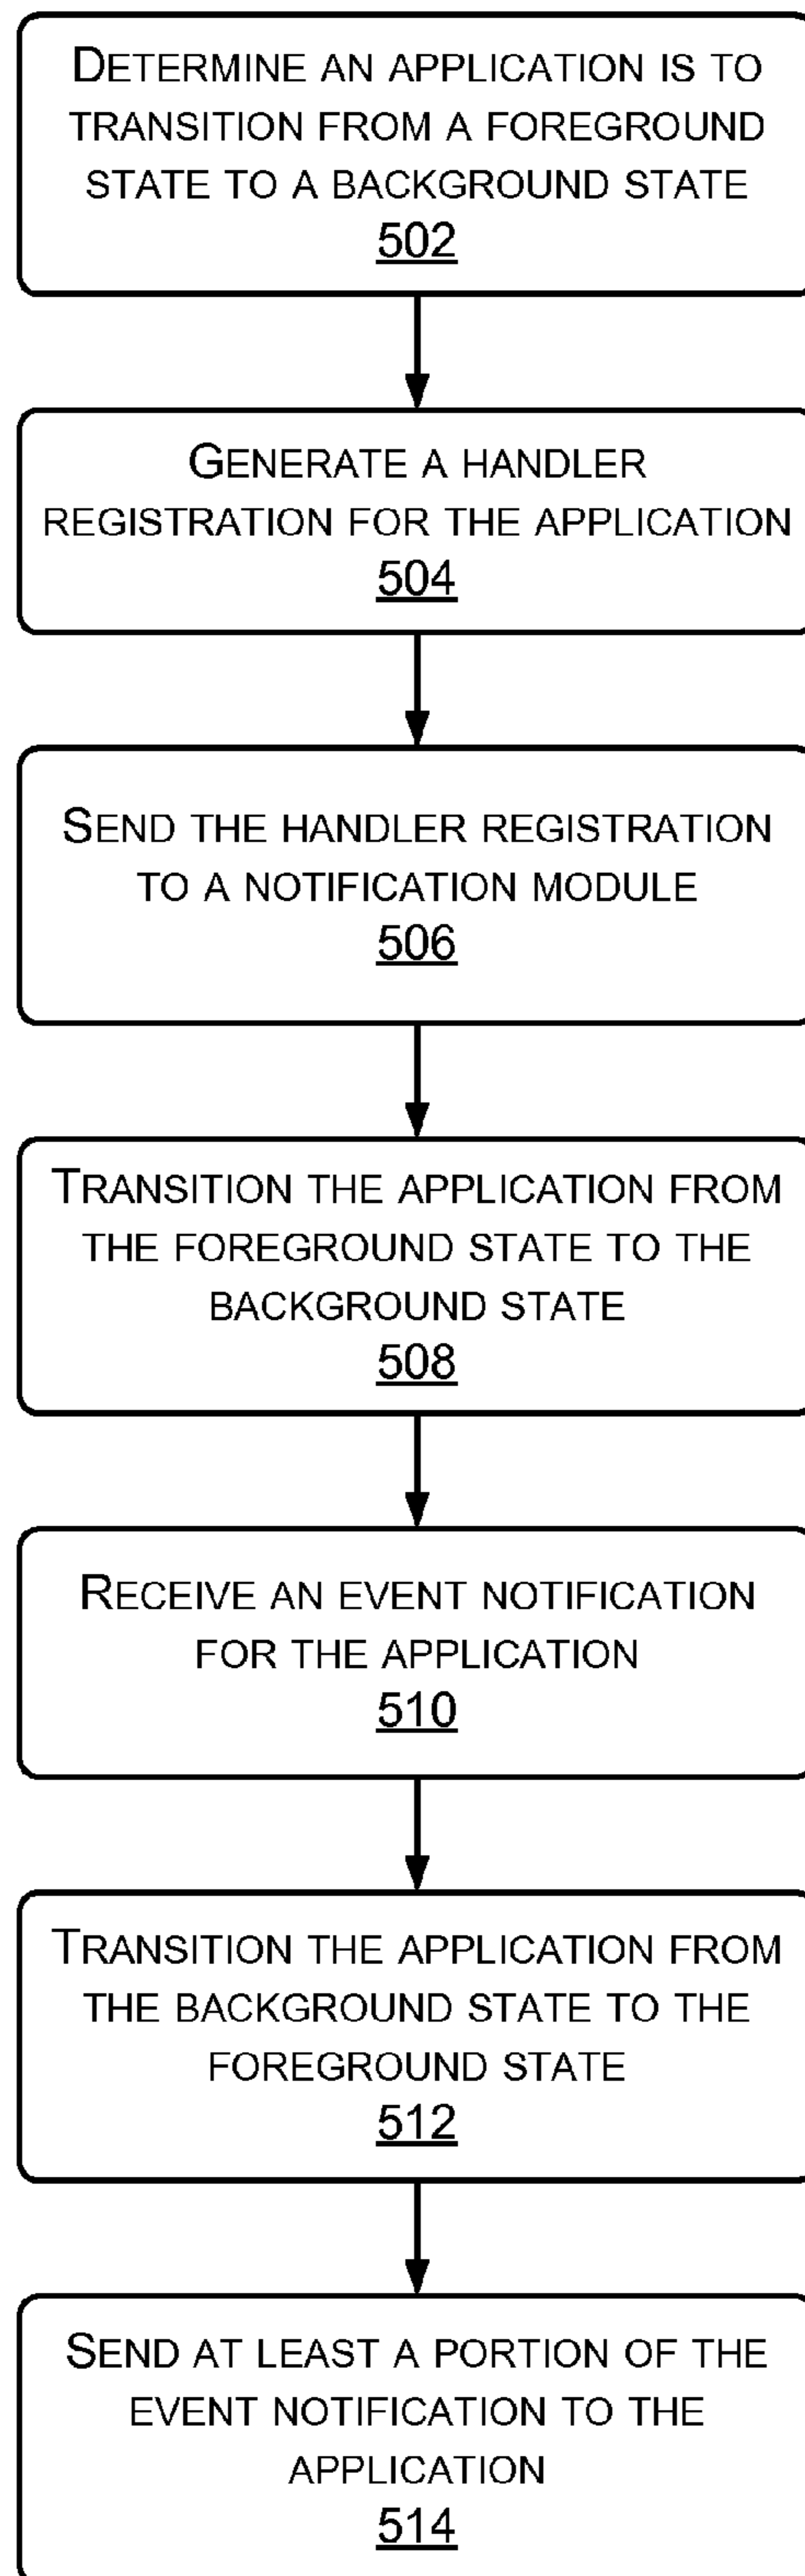 DETERMINE AN APPLICATION IS TO
TRANSITION FROM A FOREGROUND
STATE TO A BACKGROUND STATE
502
GENERATE A HANDLER
REGISTRATION FOR THE APPLICATION
504
SEND THE HANDLER REGISTRATION
TO A NOTIFICATION MODULE
506
TRANSITION THE APPLICATION FROM
THE FOREGROUND STATE TO THE
BACKGROUND STATE
508
RECEIVE AN EVENT NOTIFICATION
FOR THE APPLICATION
510
TRANSITION THE APPLICATION FROM
THE BACKGROUND STATE TO THE
FOREGROUND STATE
512
SEND AT LEAST A PORTION OF THE
EVENT NOTIFICATION TO THE
APPLICATION
514